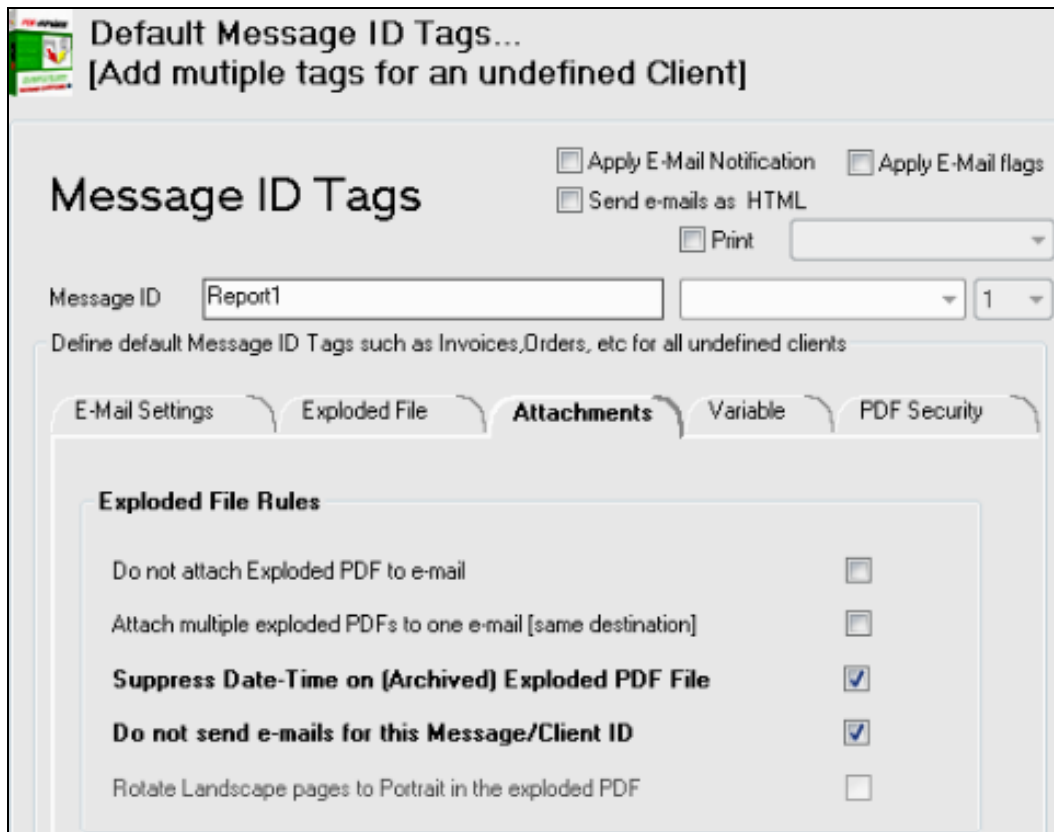 Default Message ID Tags...
[Add mutiple tags for an undefined Client]
Apply E-Mail Notification Apply E-Mail flags
Message ID Tags
Send e-mails as HTML
Print
Message ID Report1 1
Define default Message ID Tags such as Invoices,Orders, etc for all undefined clients
E-Mail Settings Exploded File Attachments Variable PDF Security
Exploded File Rules
Do not attach Exploded PDF to e-mail
Attach multiple exploded PDFs to one e-mail [same destination]
Suppress Date-Time on (Archived) Exploded PDF File
Do not send e-mails for this Message/Client ID
Rotate Landscape pages to Portrait in the exploded PDF